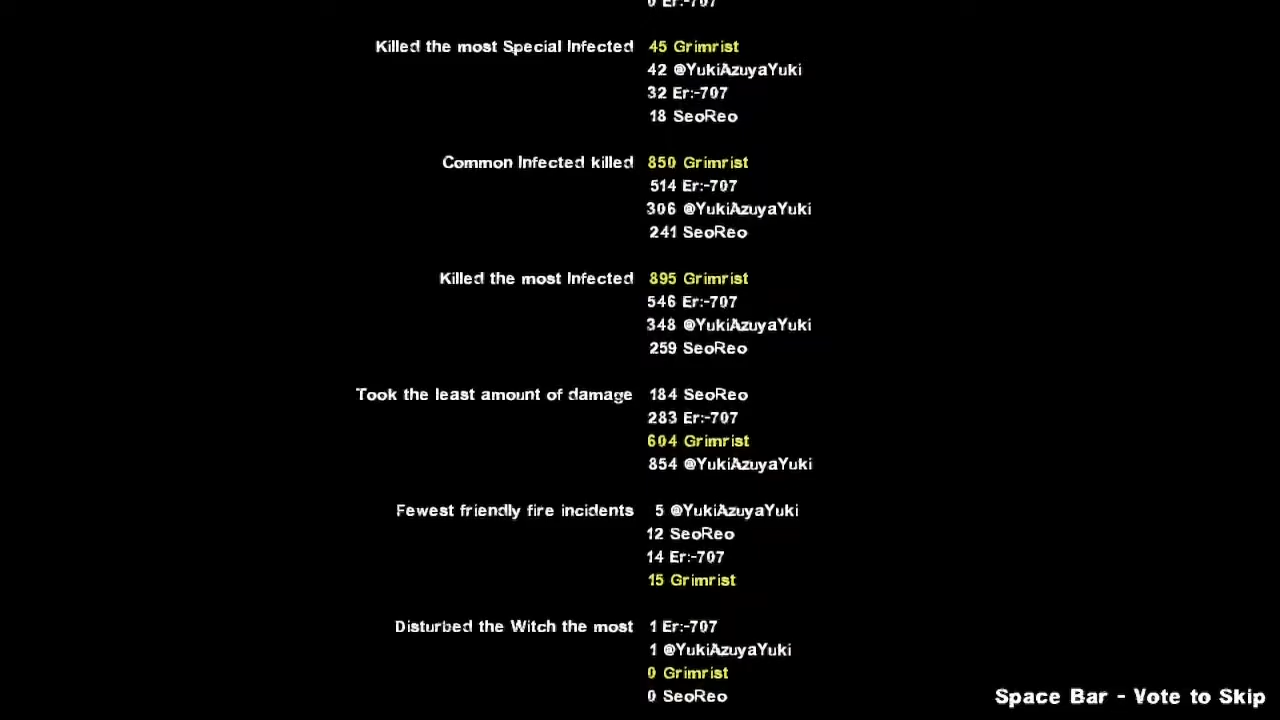 0 Er:-707
Killed the most Special Infected 45 Grimrist
42 @YukiAzuyaYuki
32 Er:-707
18 SeoReo
Common Infected killed 850 Grimrist
514 Er:-707
306 @YukiAzuyaYuki
241 SeoReo
Killed the most Infected 895 Grimrist
546 Er:-707
348 @YukiAzuyaYuki
259 SeoReo
Took the least amount of damage 184 SeoReo
283 Er:-707
604 Grimrist
854 @YukiAzuyaYuki
Fewest friendly fire incidents 5 @YukiAzuyaYuki
12 SeoReo
14 Er:-707
15 Grimrist
Disturbed the Witch the most 1 Er:-707
1 @YukiAzuyaYuki
0 Grimrist
0 SeoReo
Space Bar - Vote to Skip